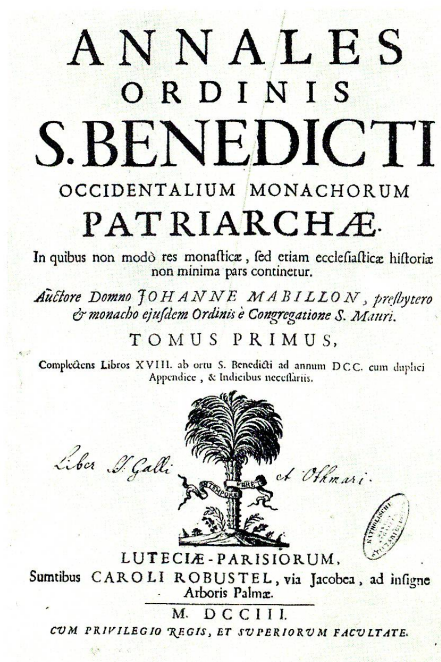 ANNALES
ORDINIS
S. BENEDICTI
OCCIDENTALIUM MONACHORUM
PATRIARCHÆ.
In quibus non modò res monasticæ, sed etiam ecclesiasticæ historiæ
non minima pars continetur.
Auctore Domno JOHANNE MABILLON, presbytero
& monacho ejusdem Ordinis è Congregatione S. Mauri.
TOMUS PRIMUS,
Complectens Libros XVIII. ab ortu S. Benedicti ad annum DCC. cum duplici
Appendice, & Indicibus necessariis.
Liber S. Galli et Othmari.
LUTECIÆ-PARISIORUM,
Sumtibus CAROLI ROBUSTEL, via Jacobea, ad insigne
Arboris Palmæ.
M. DCCIII.
CUM PRIVILEGIO REGIS, ET SUPERIORUM FACULTATE.